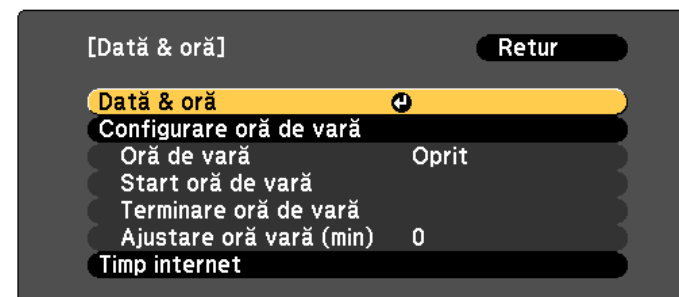 [Dată & oră] Retur
Dată & oră
Configurare oră de vară
Oră de vară Oprit
Start oră de vară
Terminare oră de vară
Ajustare oră vară (min) 0
Timp internet